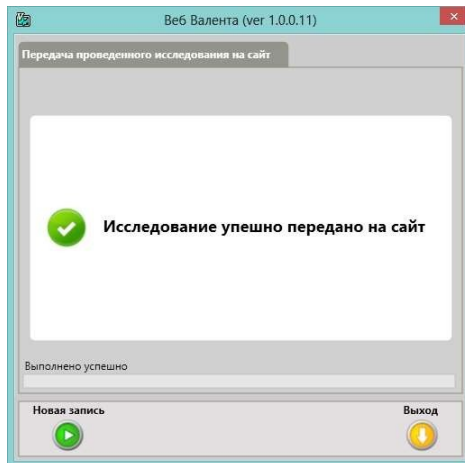 Веб Валента (ver 1.0.0.11)
Передача проведенного исследования на сайт
Исследование упешно передано на сайт
Выполнено успешно
Новая запись
Выход